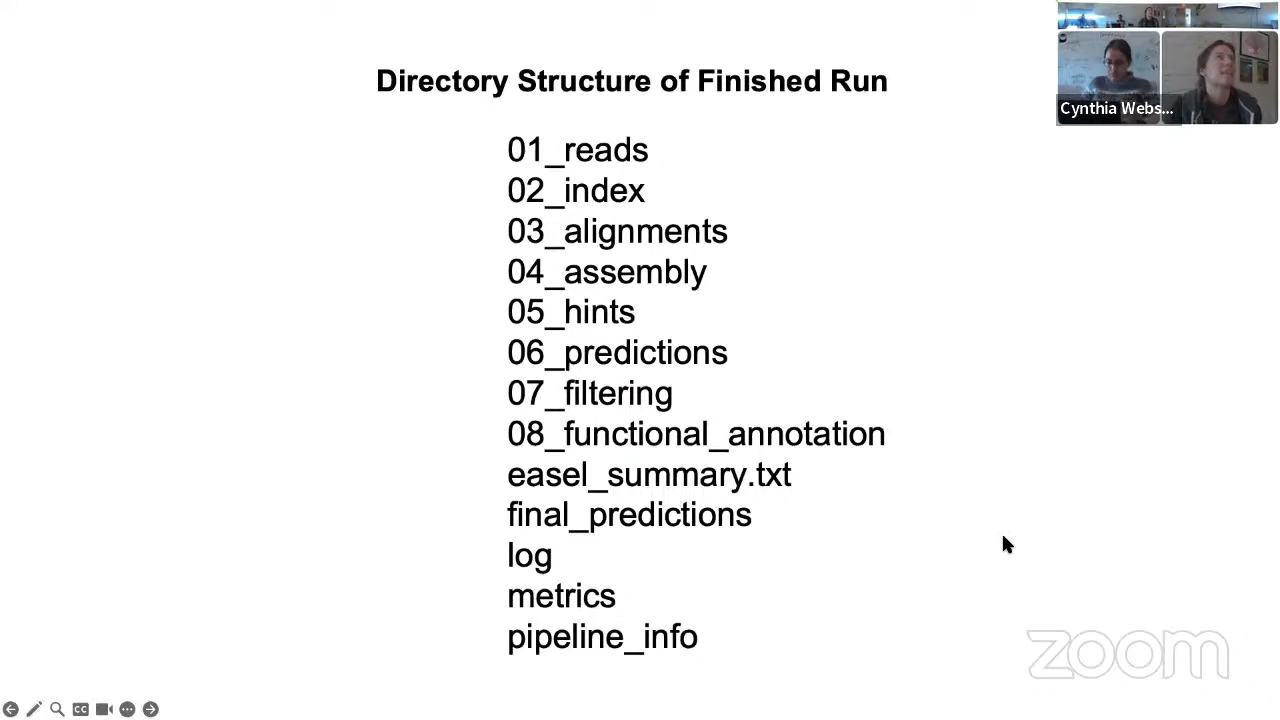 Directory Structure of Finished Run
Cynthia Webs...
01_reads
02_index
03_alignments
04_assembly
05_hints
06_predictions
07_filtering
08_functional_annotation
easel_summary.txt
final_predictions
log
metrics
pipeline_info
zoom
CC